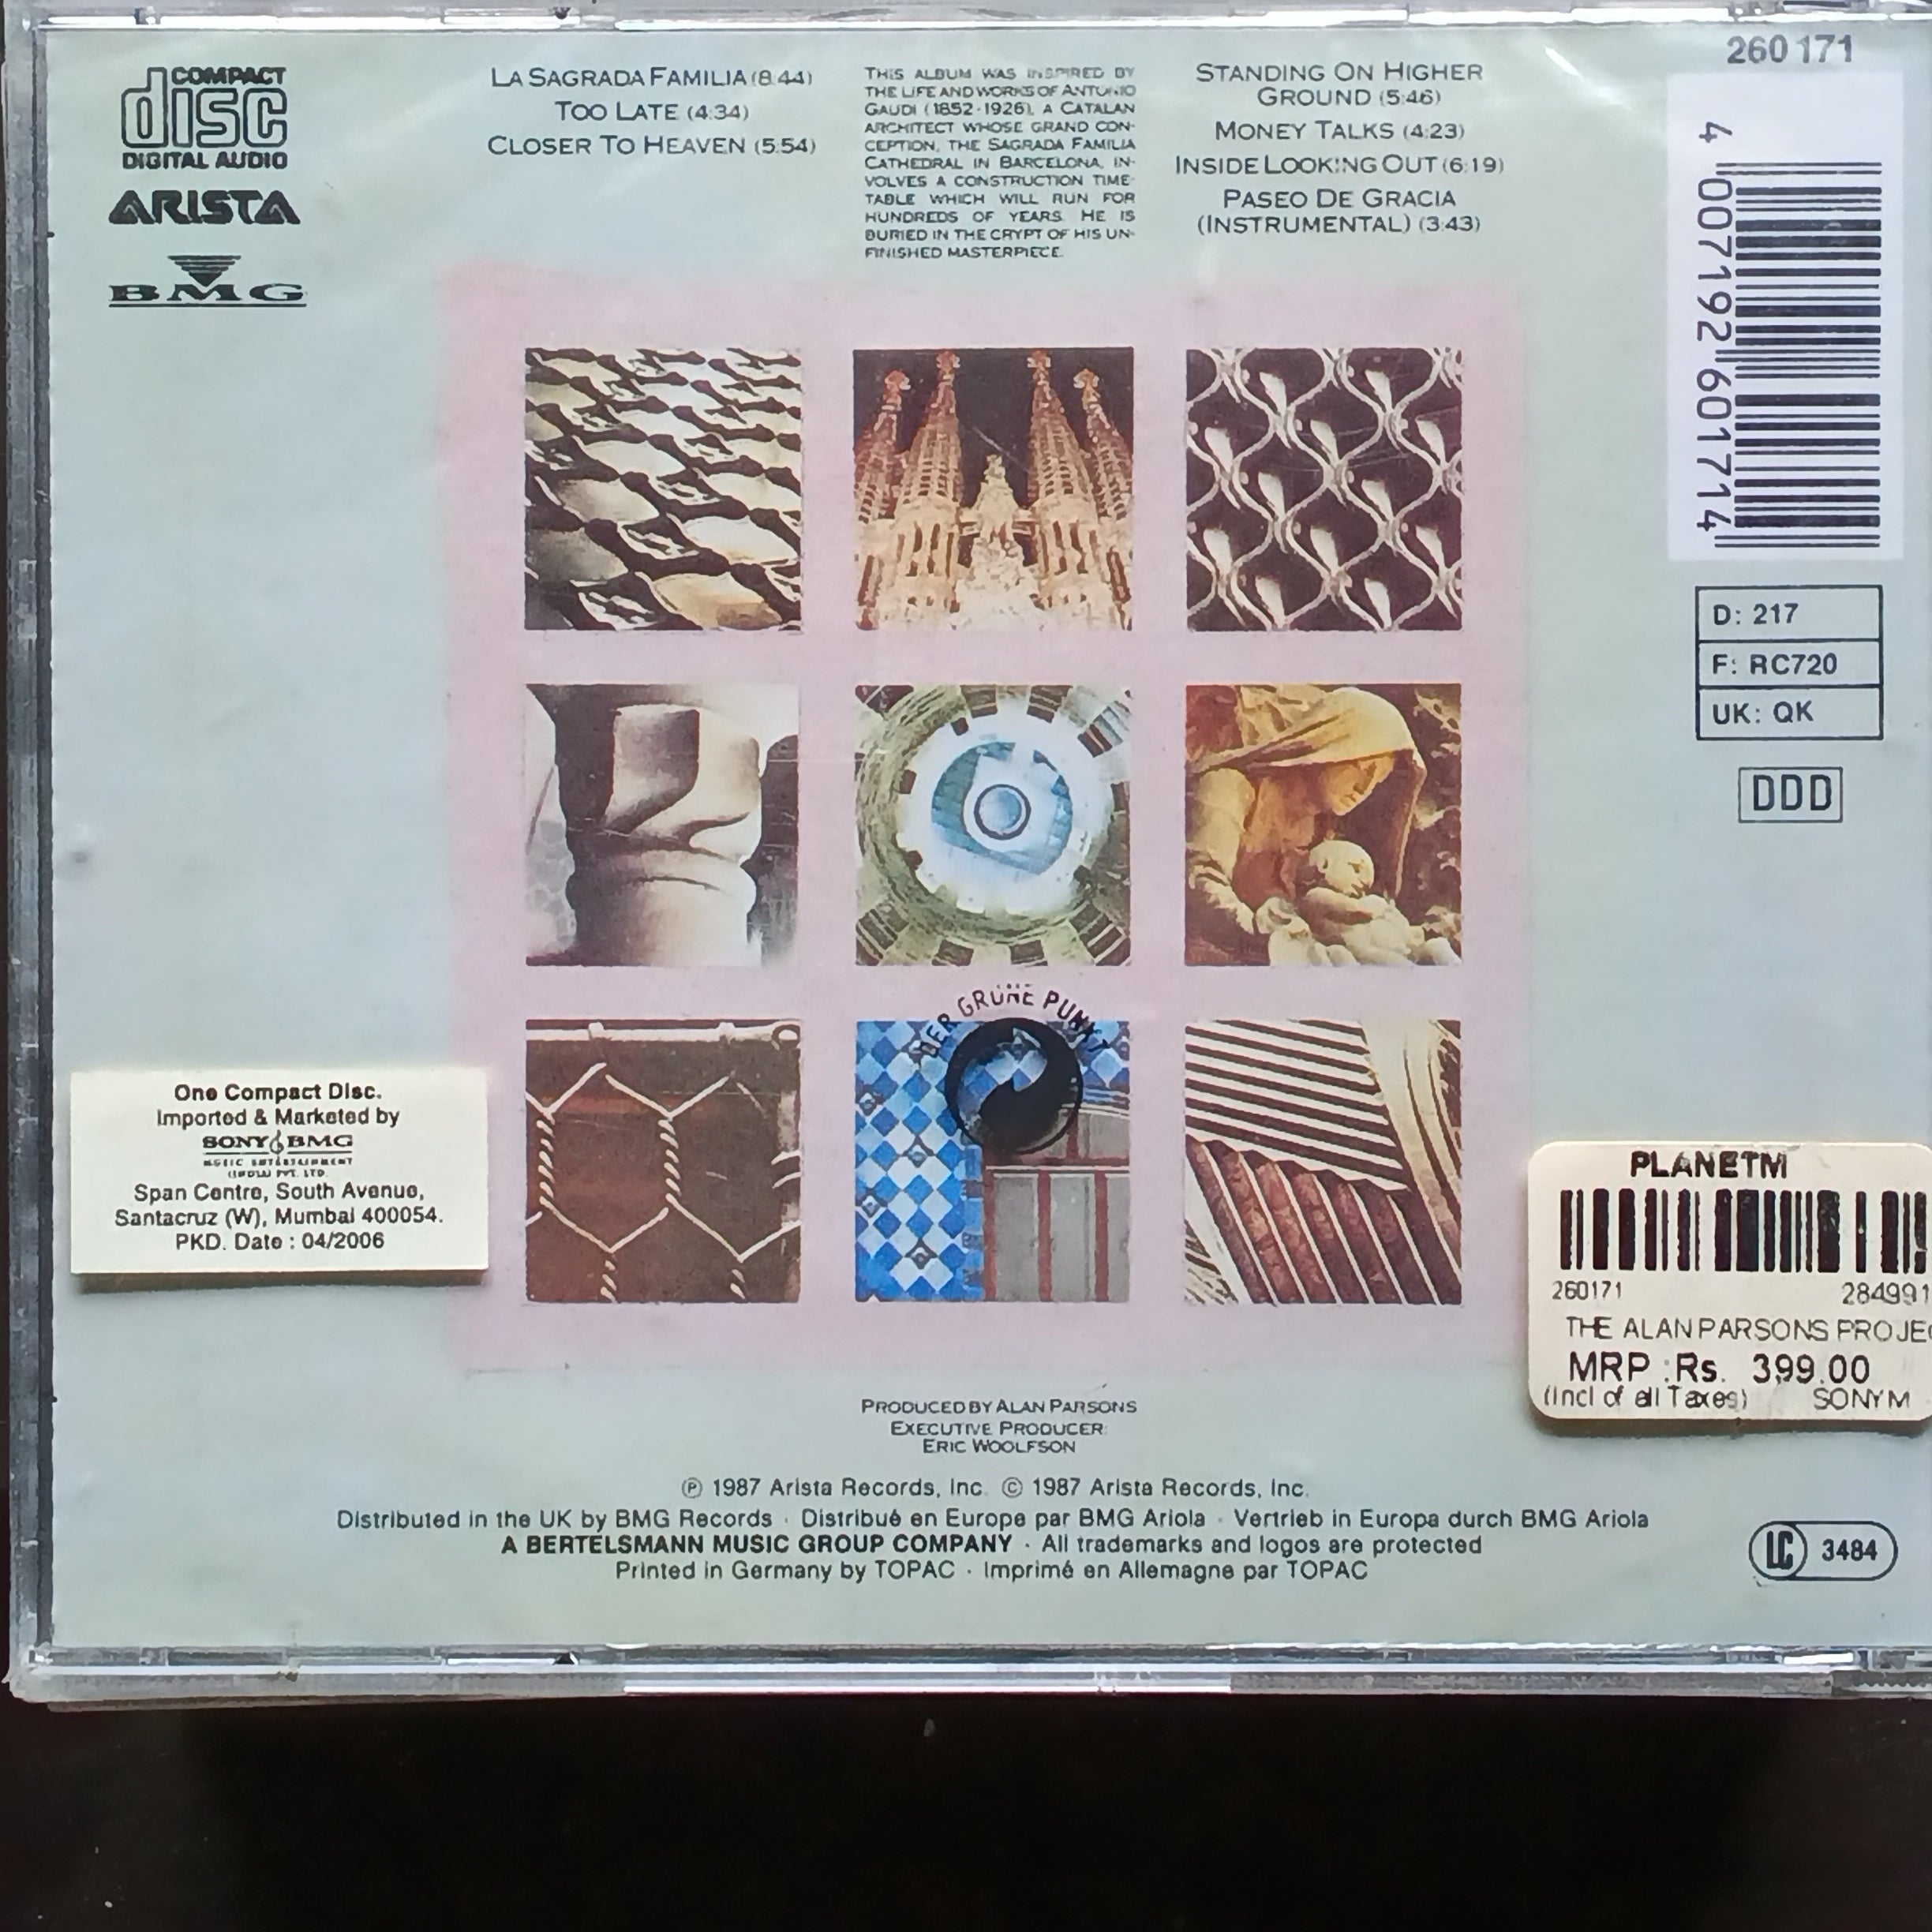 COMPACT
disc
DIGITAL AUDIO
ARISTA
BMG
LA SAGRADA FAMILIA (8:44)
TOO LATE (4:34)
CLOSER TO HEAVEN (5:54)
THIS ALBUM WAS INSPIRED BY
THE LIFE AND WORKS OF ANTONIO
GAUDI (1852-1926), A CATALAN
ARCHITECT WHOSE GRAND CON-
CEPTION, THE SAGRADA FAMILIA
CATHEDRAL IN BARCELONA, IN-
VOLVES A CONSTRUCTION TIME-
TABLE WHICH WILL RUN FOR
HUNDREDS OF YEARS. HE IS
BURIED IN THE CRYPT OF HIS UN-
FINISHED MASTERPIECE.
STANDING ON HIGHER
GROUND (5:46)
MONEY TALKS (4:23)
INSIDE LOOKING OUT (6:19)
PASEO DE GRACIA
(INSTRUMENTAL) (3:43)
260 171
4 007192 601714
D: 217
F: RC720
UK: QK
DDD
DER GRÜNE PUNKT
One Compact Disc.
Imported & Marketed by
SONY BMG
MUSIC ENTERTAINMENT
(INDIA) PVT. LTD.
Span Centre, South Avenue,
Santacruz (W), Mumbai 400054.
PKD. Date : 04/2006
PLANETM
260171 284991
THE ALAN PARSONS PROJE
MRP :Rs. 399.00
(Incl of all Taxes) SONY M
PRODUCED BY ALAN PARSONS
EXECUTIVE PRODUCER:
ERIC WOOLFSON
℗ 1987 Arista Records, Inc. © 1987 Arista Records, Inc.
Distributed in the UK by BMG Records · Distribué en Europe par BMG Ariola · Vertrieb in Europa durch BMG Ariola
A BERTELSMANN MUSIC GROUP COMPANY · All trademarks and logos are protected
Printed in Germany by TOPAC · Imprimé en Allemagne par TOPAC
LC 3484